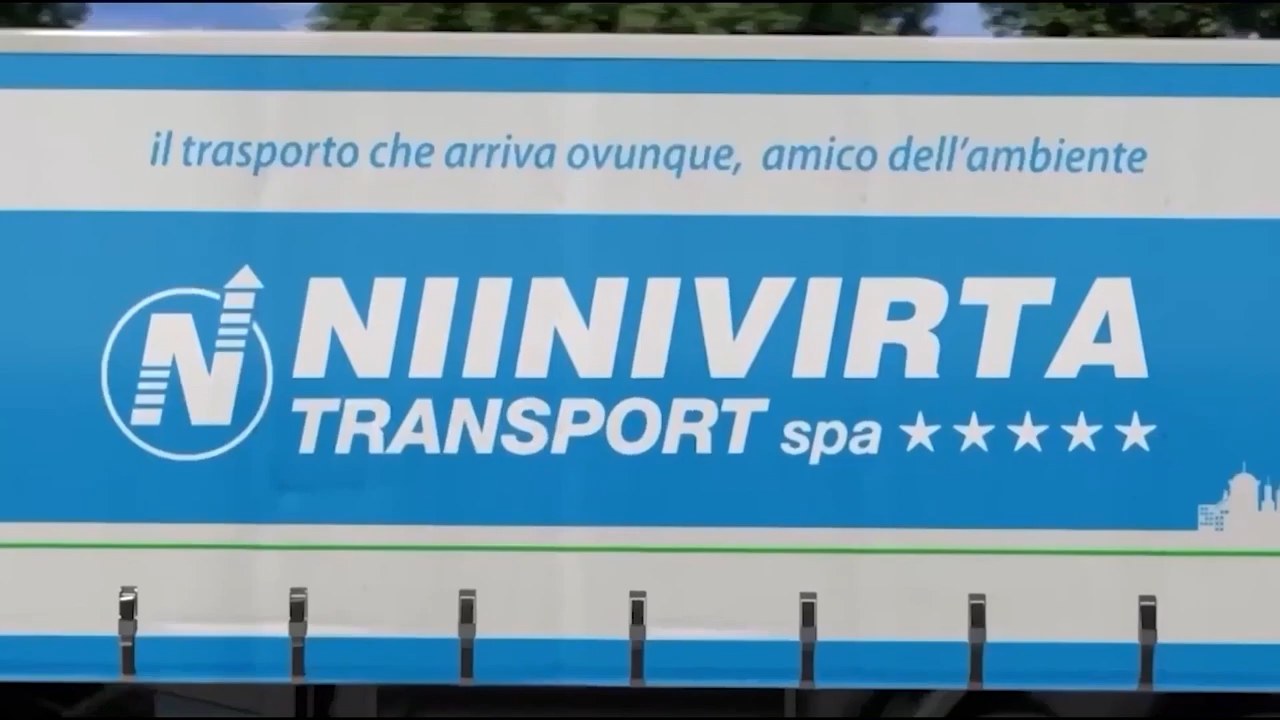 il trasporto che arriva ovunque, amico dell'ambiente
N
NIINIVIRTA
TRANSPORT spa